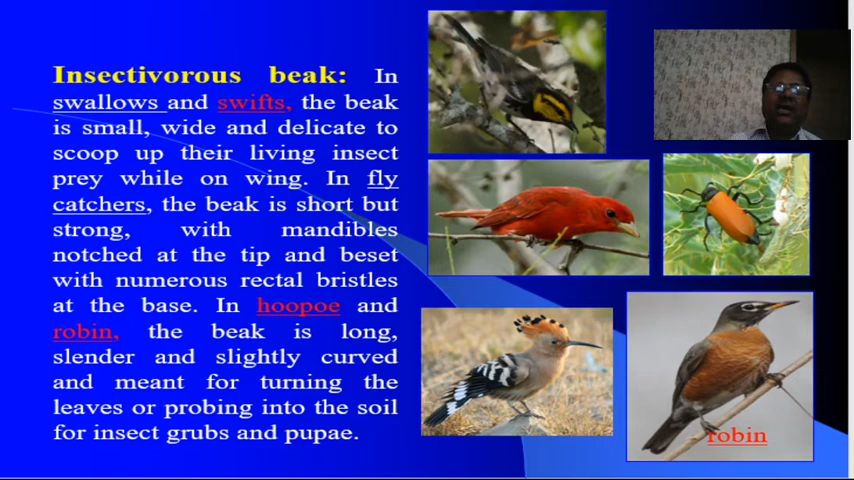 Insectivorous beak: In
swallows and swifts, the beak
is small, wide and delicate to
scoop up their living insect
prey while on wing. In fly
catchers, the beak is short but
strong, with mandibles
notched at the tip and beset
with numerous rectal bristles
at the base. In hoopoe and
robin, the beak is long,
slender and slightly curved
and meant for turning the
leaves or probing into the soil
for insect grubs and pupae.
robin